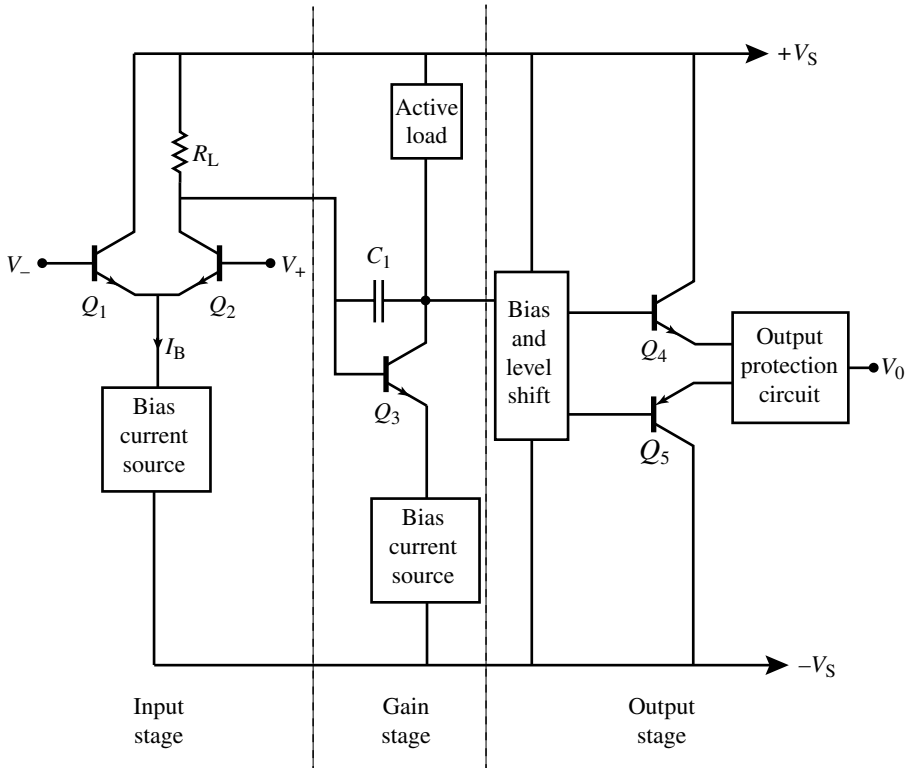 +V_S
Active
load
R_L
C_1
V_–
V_+
Q_1
Q_2
I_B
Bias
current
source
Q_3
Bias
current
source
Bias
and
level
shift
Q_4
Q_5
Output
protection
circuit
V_0
–V_S
Input
stage
Gain
stage
Output
stage